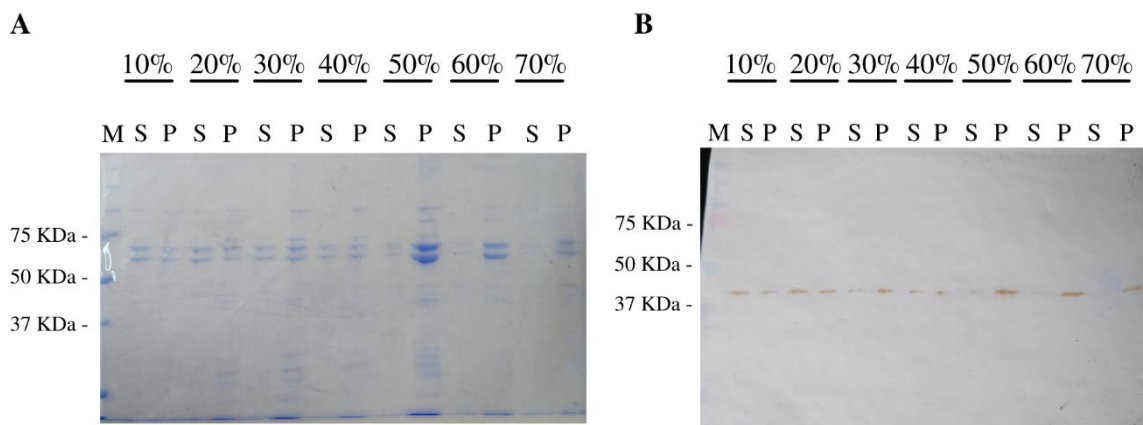 A
10% 20% 30% 40% 50% 60% 70%
M S P S P S P S P S P S P S P
75 KDa -
50 KDa -
37 KDa -
B
10% 20% 30% 40% 50% 60% 70%
M S P S P S P S P S P S P S P
75 KDa -
50 KDa -
37 KDa -